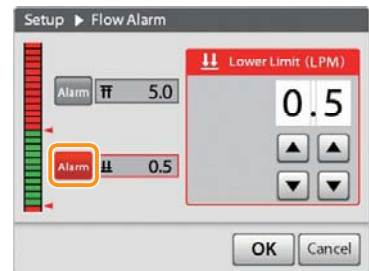 Setup ▶ Flow Alarm
Lower Limit (LPM)
Alarm 5.0
0.5
Alarm 0.5
OK Cancel